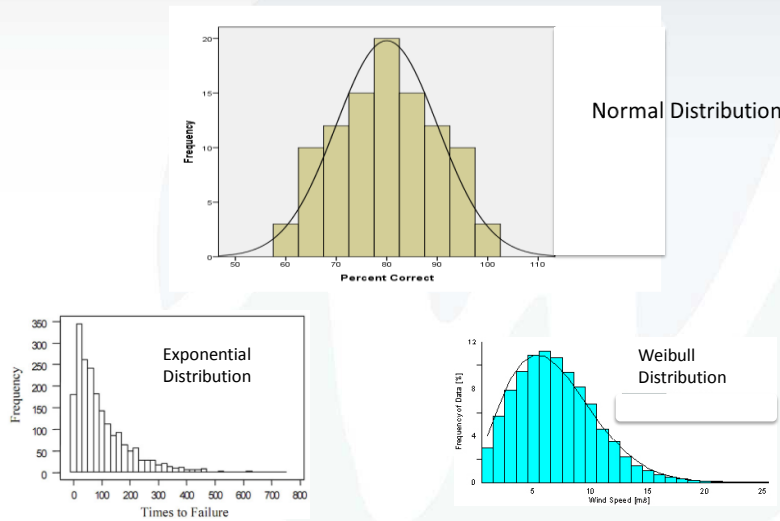 20
15
10
5
0
Frequency
50 60 70 80 90 100 110
Percent Correct
Normal Distribution
350
300
250
200
150
100
50
0
Frequency
Exponential
Distribution
0 100 200 300 400 500 600 700 800
Times to Failure
12
8
4
0
Frequency of Data [%]
Weibull
Distribution
5 10 15 20 25
Wind Speed [m/s]